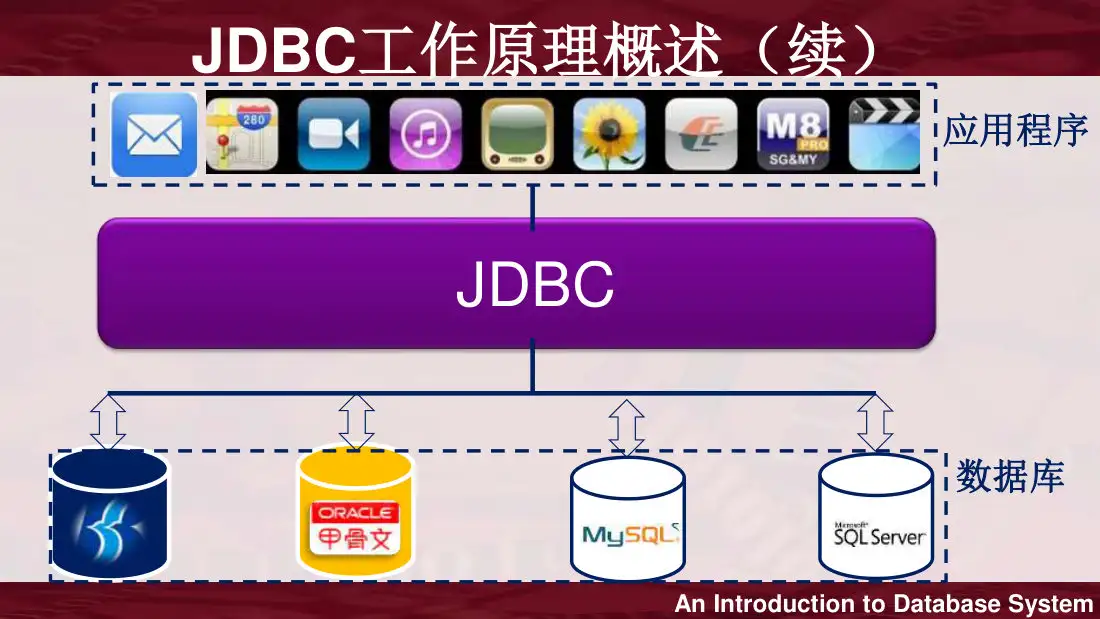 JDBC工作原理概述（续）
280
M8
PRO
SG&MY
应用程序
JDBC
数据库
ORACLE
甲骨文
MySQL
Microsoft
SQL Server
An Introduction to Database System